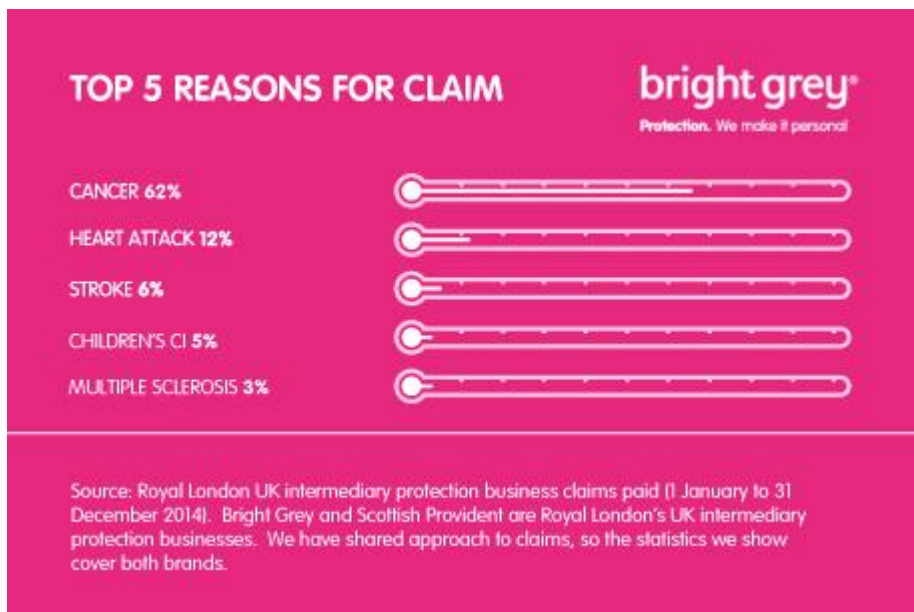 TOP 5 REASONS FOR CLAIM
bright grey®
Protection. We make it personal
CANCER 62%
HEART ATTACK 12%
STROKE 6%
CHILDREN'S CI 5%
MULTIPLE SCLEROSIS 3%
Source: Royal London UK intermediary protection business claims paid (1 January to 31
December 2014).  Bright Grey and Scottish Provident are Royal London's UK intermediary
protection businesses.  We have shared approach to claims, so the statistics we show
cover both brands.